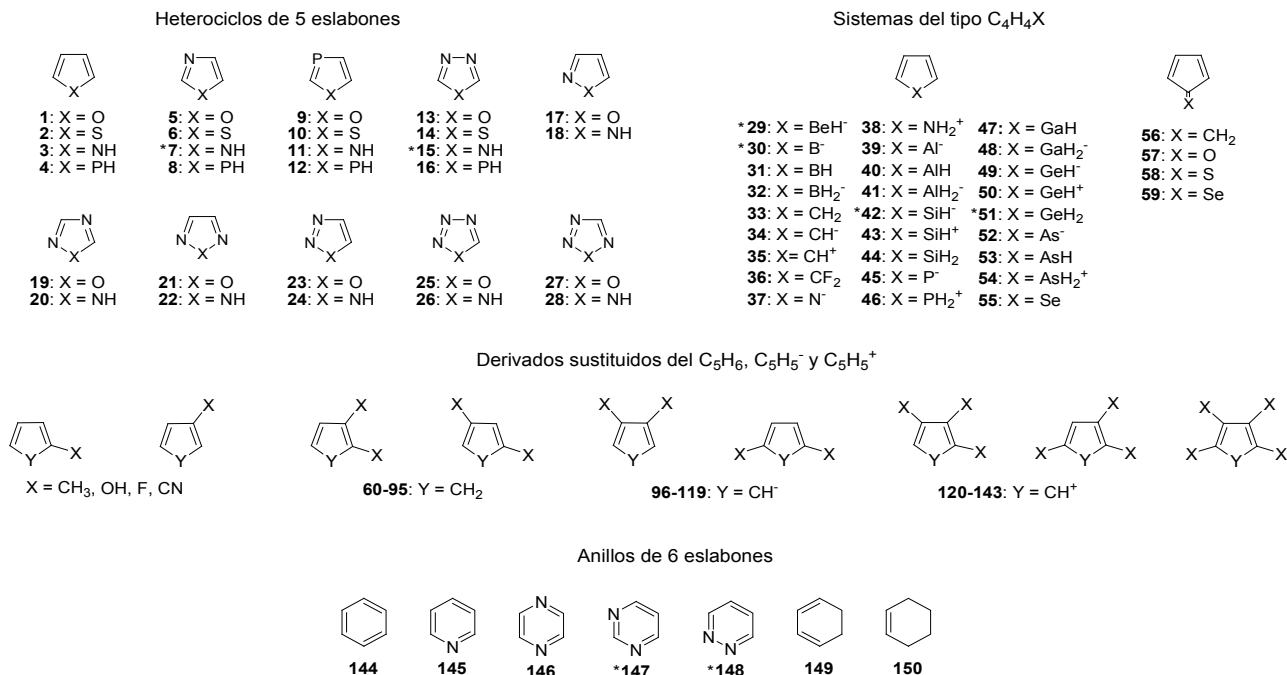 Heterociclos de 5 eslabones
Sistemas del tipo C₄H₄X
X N X P X N N X N X
X X
1: X = O 5: X = O 9: X = O 13: X = O 17: X = O
2: X = S 6: X = S 10: X = S 14: X = S 18: X = NH
3: X = NH *7: X = NH 11: X = NH *15: X = NH
4: X = PH 8: X = PH 12: X = PH 16: X = PH
N N X N N X N N X N N N X N N N X
19: X = O 21: X = O 23: X = O 25: X = O 27: X = O
20: X = NH 22: X = NH 24: X = NH 26: X = NH 28: X = NH
*29: X = BeH⁻ 38: X = NH₂⁺ 47: X = GaH
*30: X = B⁻ 39: X = Al⁻ 48: X = GaH₂⁻
31: X = BH 40: X = AlH 49: X = GeH⁻
32: X = BH₂⁻ 41: X = AlH₂⁻ 50: X = GeH⁺
33: X = CH₂ *42: X = SiH⁻ *51: X = GeH₂
34: X = CH⁻ 43: X = SiH⁺ 52: X = As⁻
35: X= CH⁺ 44: X = SiH₂ 53: X = AsH
36: X = CF₂ 45: X = P⁻ 54: X = AsH₂⁺
37: X = N⁻ 46: X = PH₂⁺ 55: X = Se
56: X = CH₂
57: X = O
58: X = S
59: X = Se
Derivados sustituidos del C₅H₆, C₅H₅⁻ y C₅H₅⁺
Y X X Y X X Y X X Y X X Y X X Y X X X Y X X X Y X X X X Y X X
X = CH₃, OH, F, CN
60-95: Y = CH₂
96-119: Y = CH⁻
120-143: Y = CH⁺
Anillos de 6 eslabones
N N N N N N N
144 145 146 *147 *148 149 150